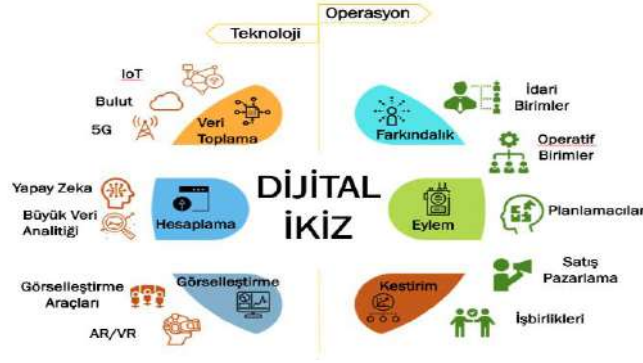 Operasyon
Teknoloji
IoT
Bulut
5G
Veri
Toplama
Farkındalık
İdari
Birimler
Operatif
Birimler
Yapay Zeka
Büyük Veri
Analitiği
Hesaplama
DİJİTAL
İKİZ
Eylem
Planlamacılar
Görselleştirme
Araçları
AR/VR
Görselleştirme
Kestirim
Satış
Pazarlama
İşbirlikleri